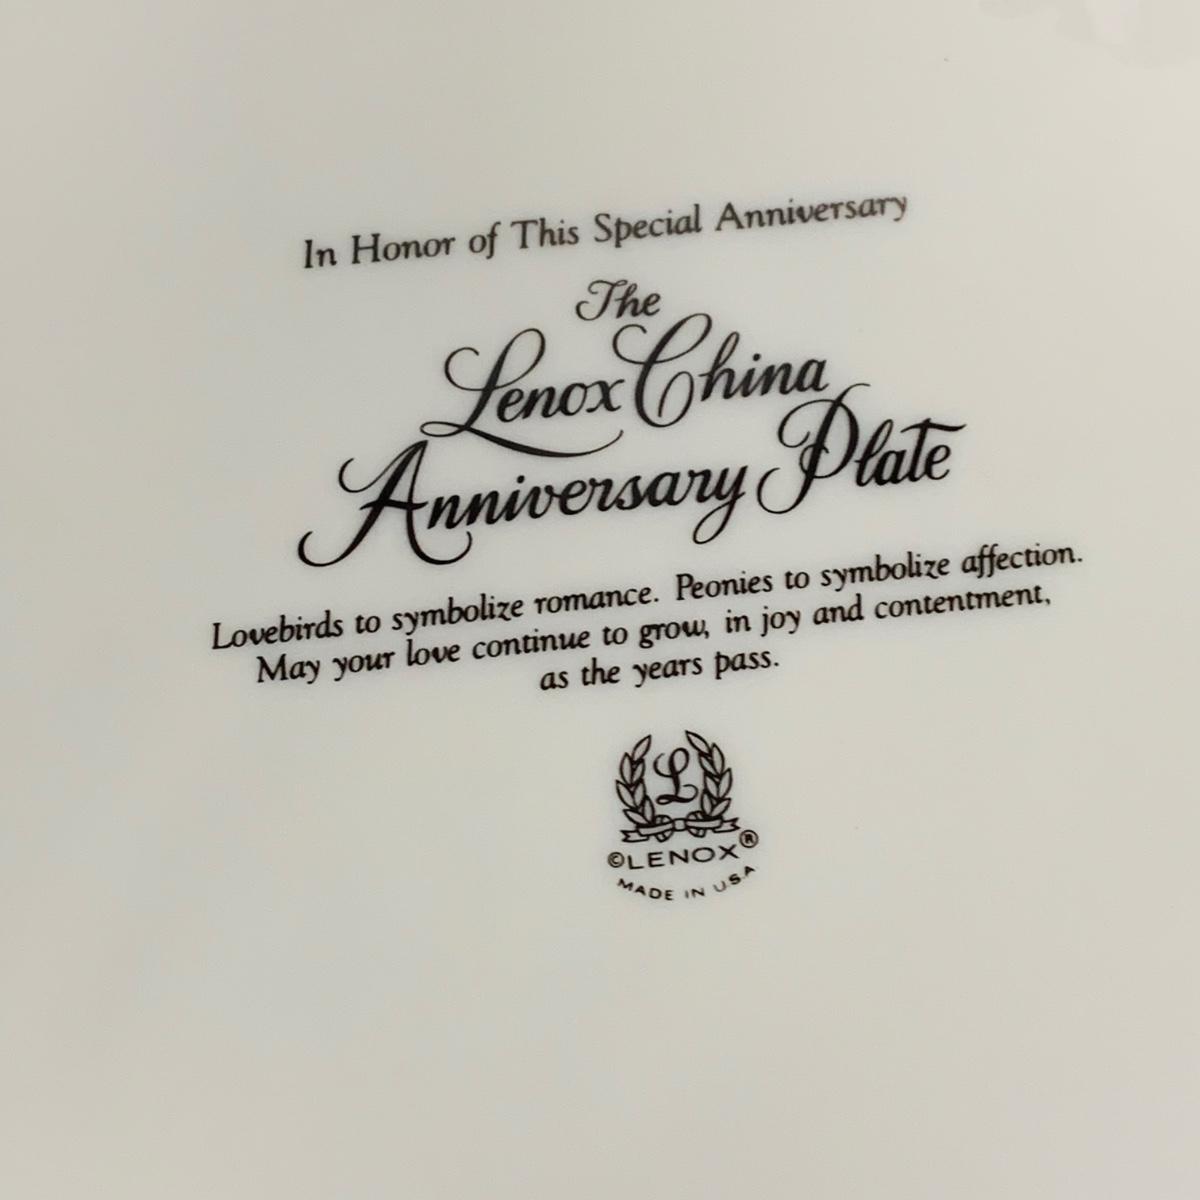 In Honor of This Special Anniversary
The
Lenox China
Anniversary Plate
Lovebirds to symbolize romance. Peonies to symbolize affection.
May your love continue to grow, in joy and contentment,
as the years pass.
L
©LENOX®
MADE IN U.S.A